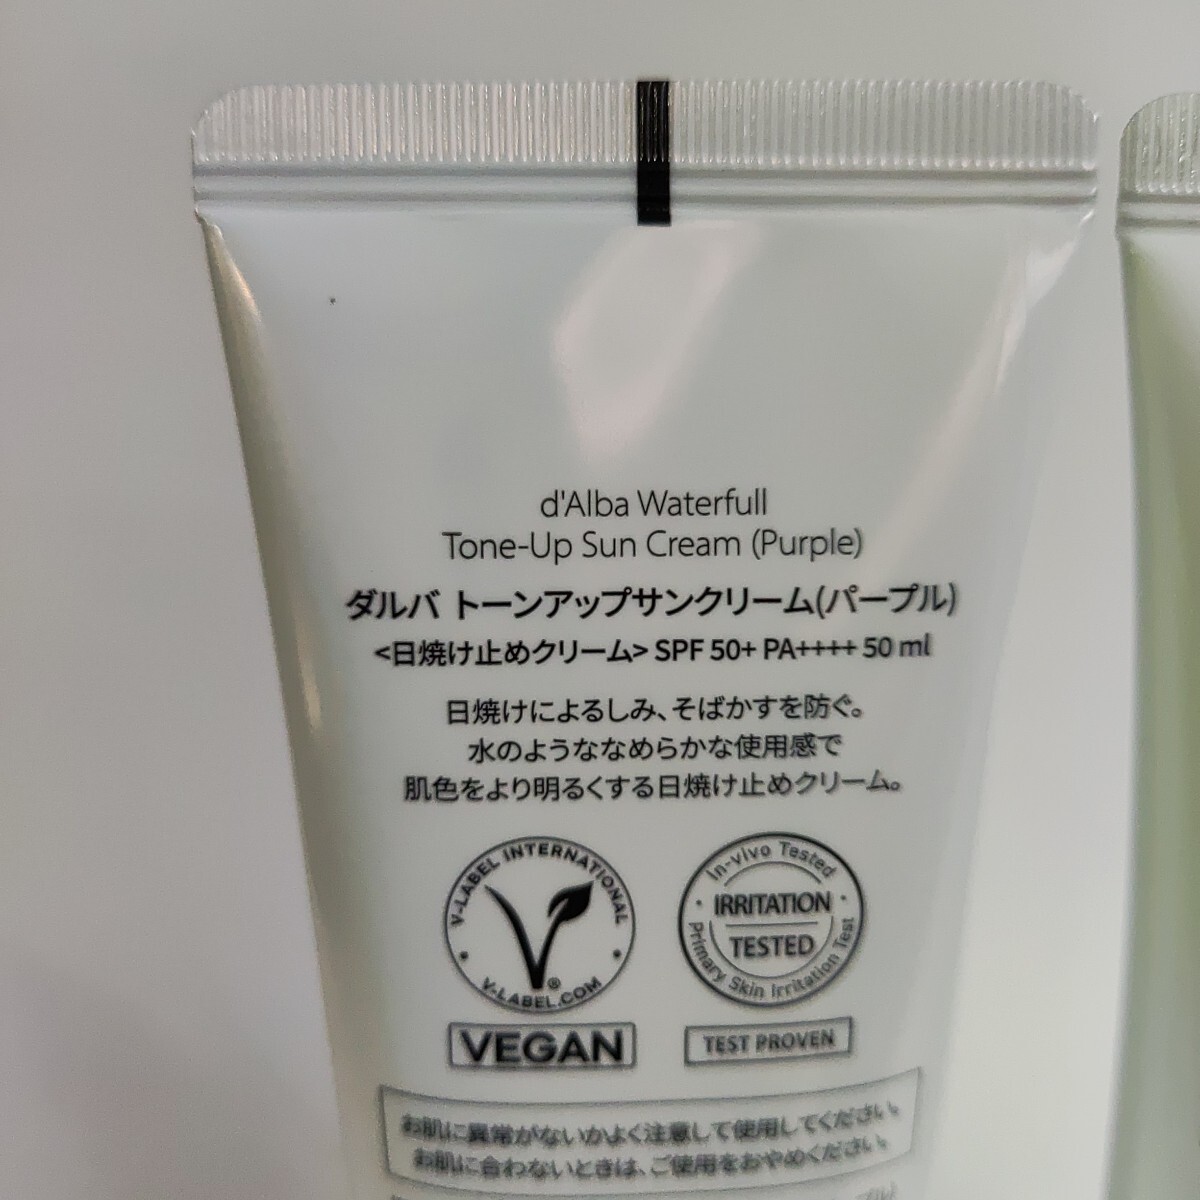 d'Alba Waterfull
Tone-Up Sun Cream (Purple)
ダルバ トーンアップサンクリーム(パープル)
<日焼け止めクリーム> SPF 50+ PA++++ 50 ml
日焼けによるしみ、そばかすを防ぐ。
水のようななめらかな使用感で
肌色をより明るくする日焼け止めクリーム。
V-LABEL INTERNATIONAL
V-LABEL.COM
®
VEGAN
In-vivo Tested
IRRITATION
TESTED
Primary Skin Irritation Test
TEST PROVEN
お肌に異常がないかよく注意して使用してください。
お肌に合わないときは、ご使用をおやめください。